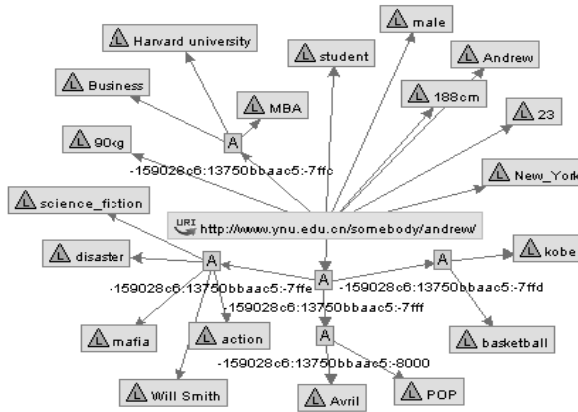 male
Harvard university
student
Andrew
Business
188cm
MBA
23
90kg
A
-159028c6:13750bbaac5:-7ffc
New_York
science_fiction
URI http://www.ynu.edu.cn/somebody/andrew/
disaster
A
A
A
kobe
-159028c6:13750bbaac5:-7ffe
-159028c6:13750bbaac5:-7ffd
-159028c6:13750bbaac5:-7fff
mafia
action
A
basketball
-159028c6:13750bbaac5:-8000
Will Smith
Avril
POP